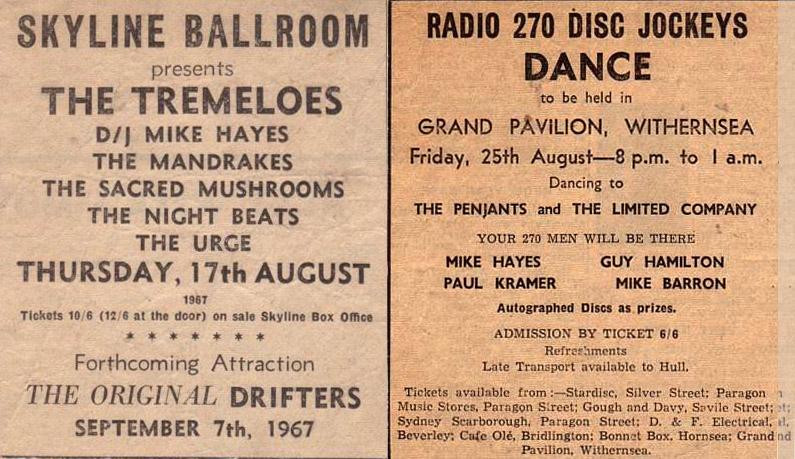 SKYLINE BALLROOM
presents
THE TREMELOES
D/J MIKE HAYES
THE MANDRAKES
THE SACRED MUSHROOMS
THE NIGHT BEATS
THE URGE
THURSDAY, 17th AUGUST
1967
Tickets 10/6 (12/6 at the door) on sale Skyline Box Office
* * * * * * *
Forthcoming Attraction
THE ORIGINAL DRIFTERS
SEPTEMBER 7th, 1967
RADIO 270 DISC JOCKEYS
DANCE
to be held in
GRAND PAVILION, WITHERNSEA
Friday, 25th August—8 p.m. to 1 a.m.
Dancing to
THE PENJANTS and THE LIMITED COMPANY
YOUR 270 MEN WILL BE THERE
MIKE HAYES GUY HAMILTON
PAUL KRAMER MIKE BARRON
Autographed Discs as prizes.
ADMISSION BY TICKET 6/6
Refreshments
Late Transport available to Hull.
Tickets available from:—Stardisc, Silver Street; Paragon
Music Stores, Paragon Street; Gough and Davy, Savile Street;
Sydney Scarborough, Paragon Street; D. & F. Electrical,
Beverley; Cafe Olé, Bridlington; Bonnet Box, Hornsea; Grand
Pavilion, Withernsea.